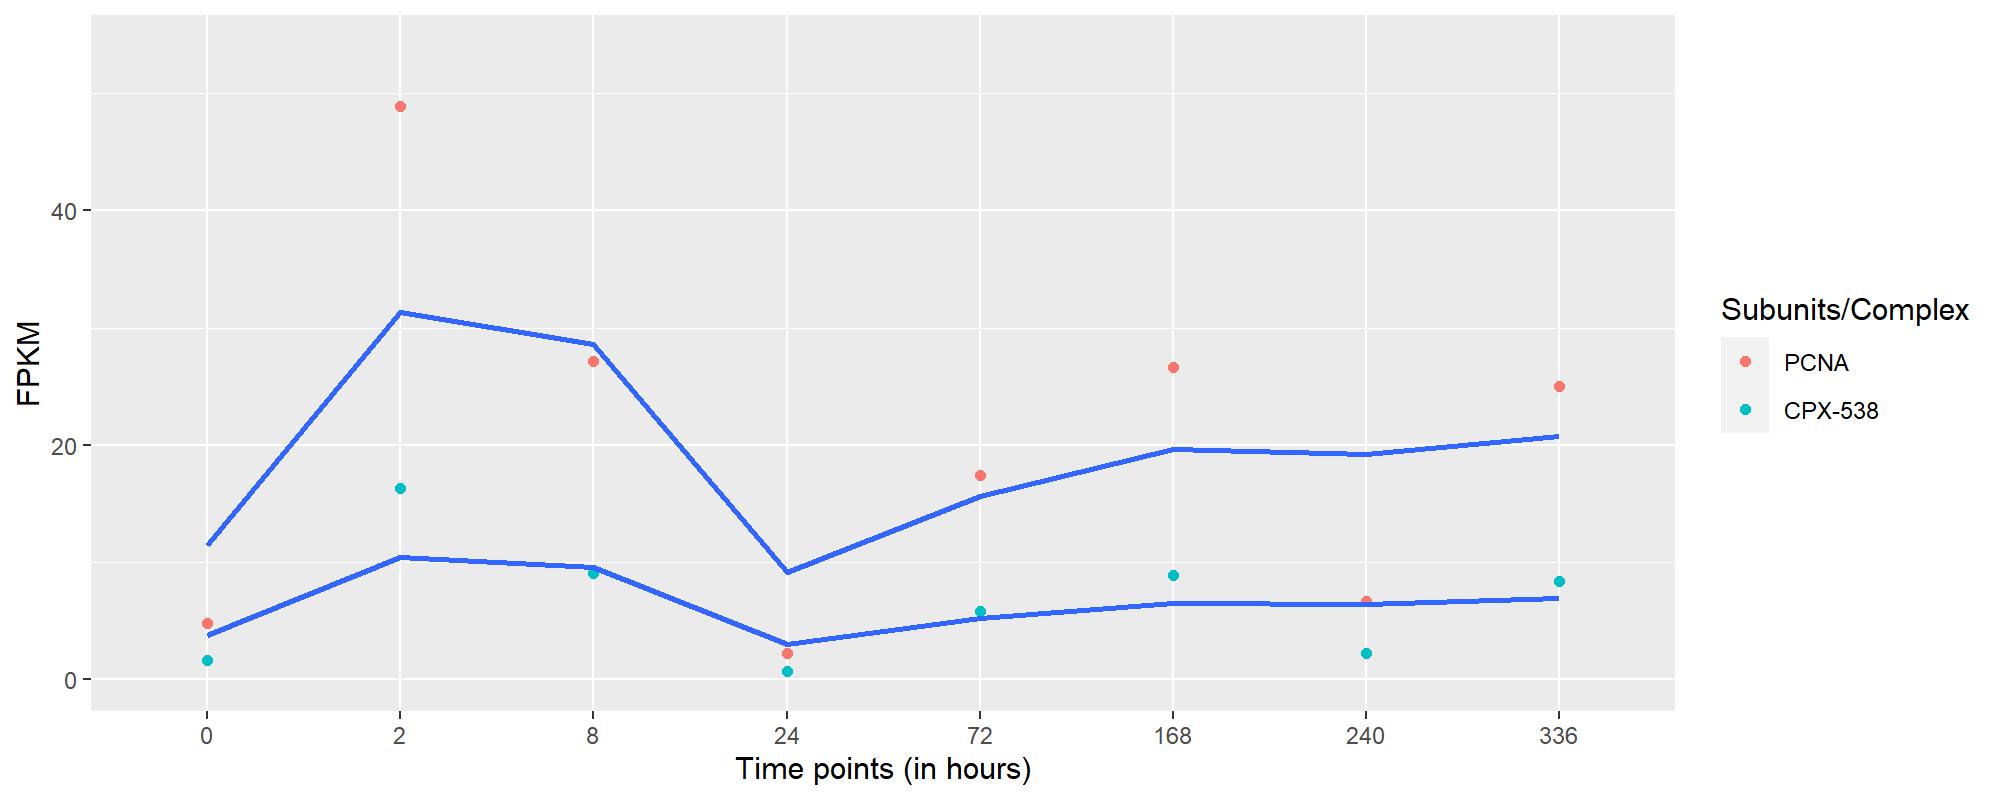 FPKM
40
20
0
0 2 8 24 72 168 240 336
Time points (in hours)
Subunits/Complex
PCNA
CPX-538